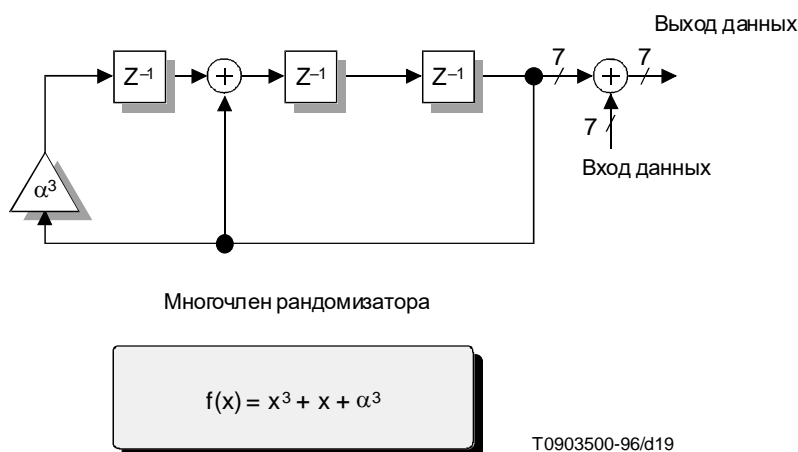 Выход данных
Z⁻¹ Z⁻¹ Z⁻¹ 7 7
7
Вход данных
α³
Многочлен рандомизатора
f(x) = x³ + x + α³
T0903500-96/d19